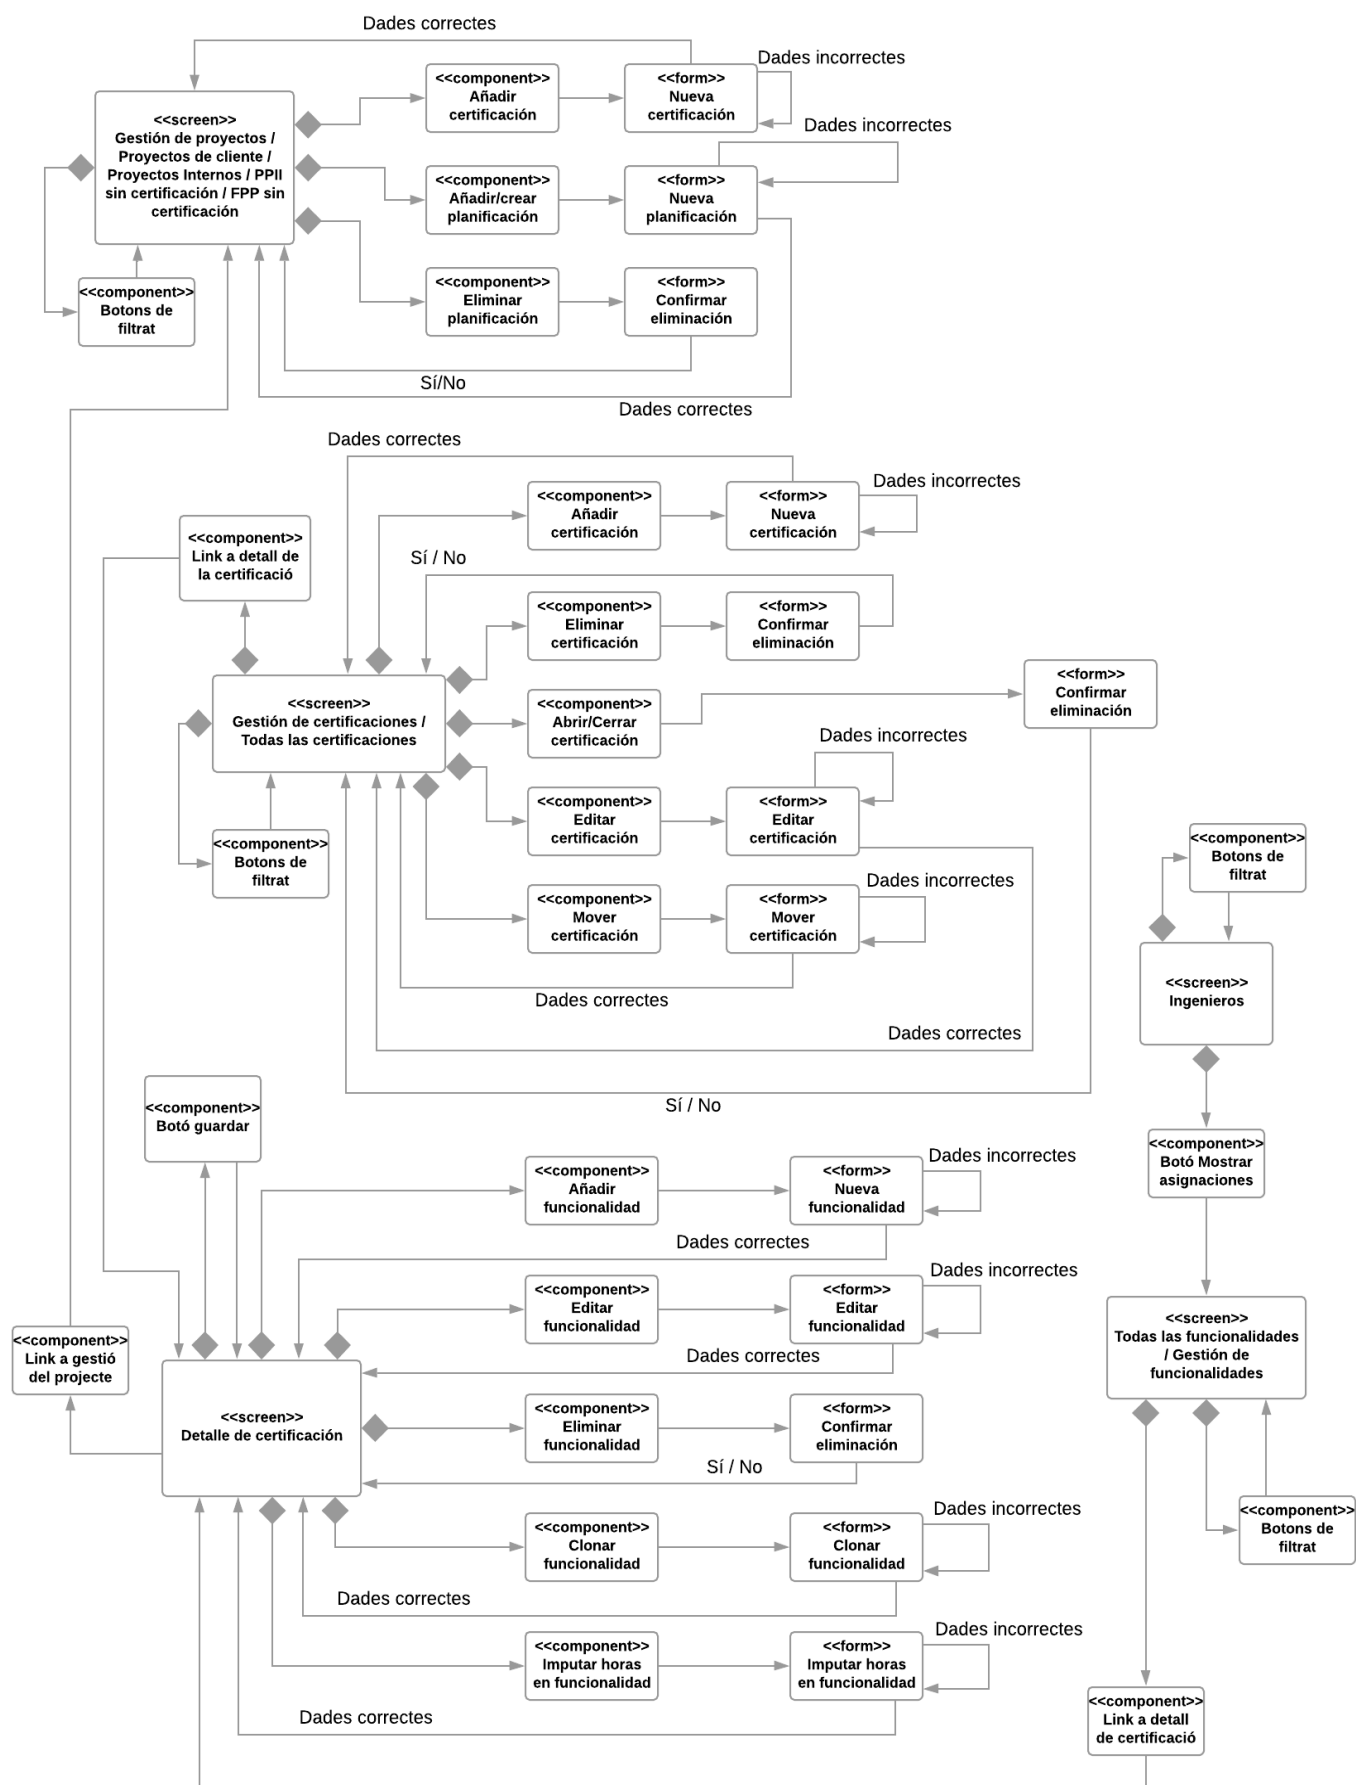 Dades correctes
Dades incorrectes
<<component>>
Añadir
certificación
<<form>>
Nueva
certificación
<<screen>>
Gestión de proyectos /
Proyectos de cliente /
Proyectos Internos / PPII
sin certificación / FPP sin
certificación
Dades incorrectes
<<component>>
Añadir/crear
planificación
<<form>>
Nueva
planificación
<<component>>
Eliminar
planificación
<<form>>
Confirmar
eliminación
<<component>>
Botons de
filtrat
Sí/No
Dades correctes
Dades correctes
Dades incorrectes
<<component>>
Añadir
certificación
<<form>>
Nueva
certificación
<<component>>
Link a detall de
la certificació
Sí / No
<<component>>
Eliminar
certificación
<<form>>
Confirmar
eliminación
<<form>>
Confirmar
eliminación
<<screen>>
Gestión de certificaciones /
Todas las certificaciones
<<component>>
Abrir/Cerrar
certificación
Dades incorrectes
<<component>>
Editar
certificación
<<form>>
Editar
certificación
<<component>>
Botons de
filtrat
<<component>>
Botons de
filtrat
Dades incorrectes
<<component>>
Mover
certificación
<<form>>
Mover
certificación
<<screen>>
Ingenieros
Dades correctes
Dades correctes
Sí / No
<<component>>
Botó guardar
<<component>>
Botó Mostrar
asignaciones
Dades incorrectes
<<component>>
Añadir
funcionalidad
<<form>>
Nueva
funcionalidad
Dades correctes
Dades incorrectes
<<component>>
Editar
funcionalidad
<<form>>
Editar
funcionalidad
<<screen>>
Todas las funcionalidades
/ Gestión de
funcionalidades
<<component>>
Link a gestió
del projecte
Dades correctes
<<screen>>
Detalle de certificación
<<component>>
Eliminar
funcionalidad
<<form>>
Confirmar
eliminación
Sí / No
Dades incorrectes
<<component>>
Clonar
funcionalidad
<<form>>
Clonar
funcionalidad
<<component>>
Botons de
filtrat
Dades correctes
Dades incorrectes
<<component>>
Imputar horas
en funcionalidad
<<form>>
Imputar horas
en funcionalidad
Dades correctes
<<component>>
Link a detall
de certificació